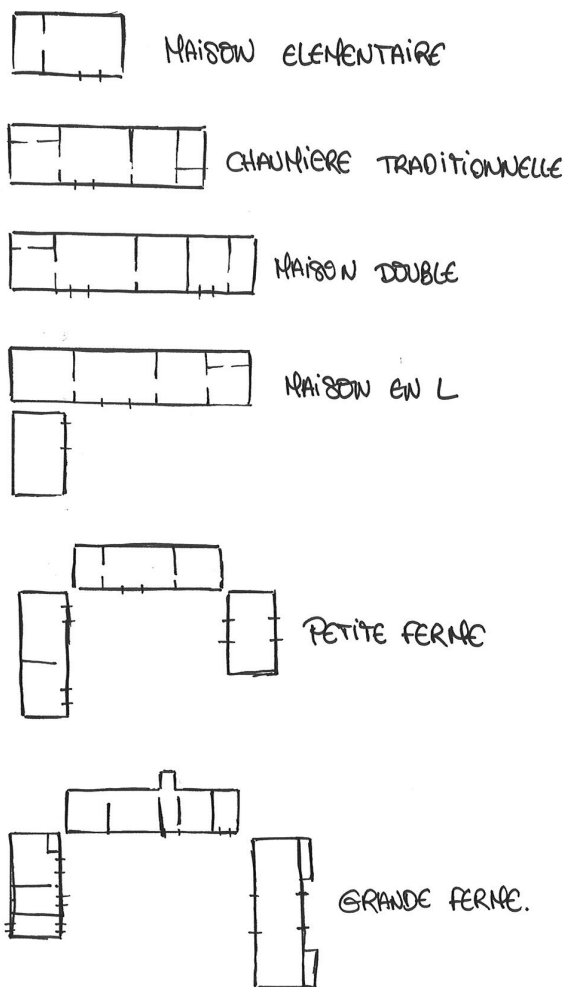 MAISON ELEMENTAIRE
CHAUMIERE TRADITIONNELLE
MAISON DOUBLE
MAISON EN L
PETITE FERME
GRANDE FERME.